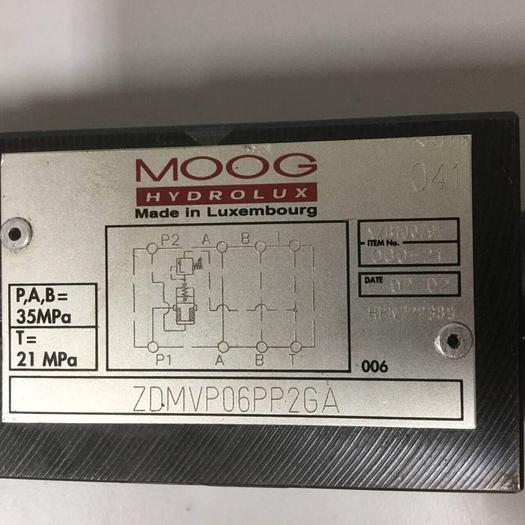 MOOG
041
HYDROLUX
Made in Luxembourg
P2 A B T
ITEM No.
P,A,B=
35MPa
T=
21 MPa
DATE
P1 A B T
006
ZDMVP06PP2GA